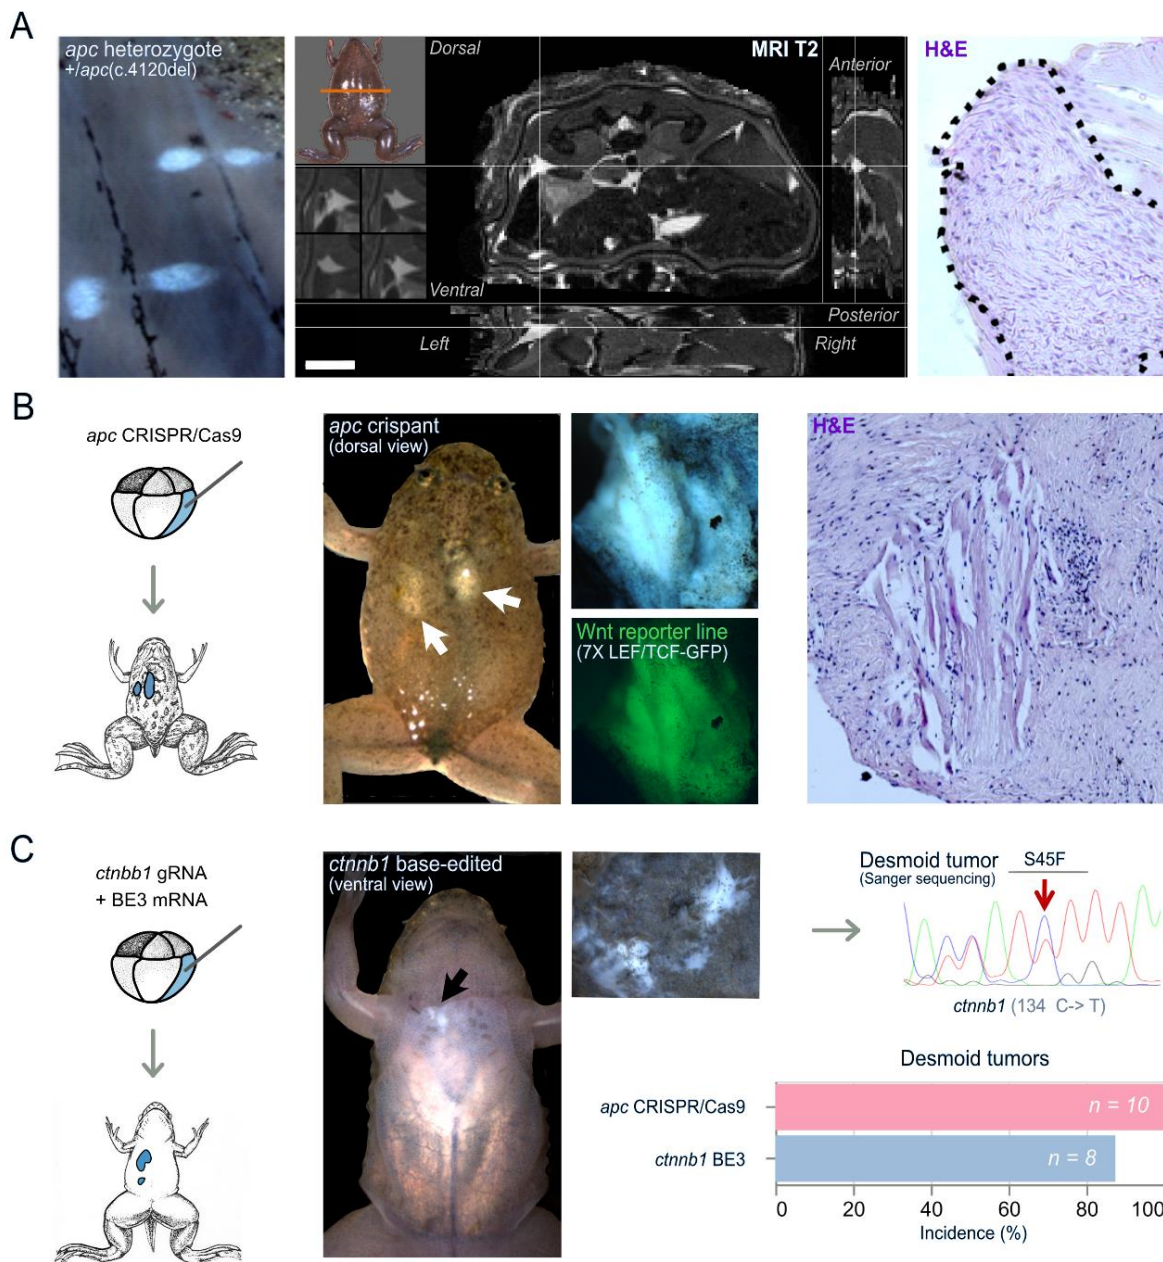 A
apc heterozygote
+/apc(c.4120del)
Dorsal
MRI T2
Anterior
Ventral
Posterior
Left
Right
H&E
B
apc CRISPR/Cas9
apc crispant
(dorsal view)
Wnt reporter line
(7X LEF/TCF-GFP)
H&E
C
ctnbb1 gRNA
+ BE3 mRNA
ctnnb1 base-edited
(ventral view)
Desmoid tumor
(Sanger sequencing)
S45F
ctnnb1 (134 C-> T)
Desmoid tumors
apc CRISPR/Cas9
n = 10
ctnnb1 BE3
n = 8
0 20 40 60 80 100
Incidence (%)